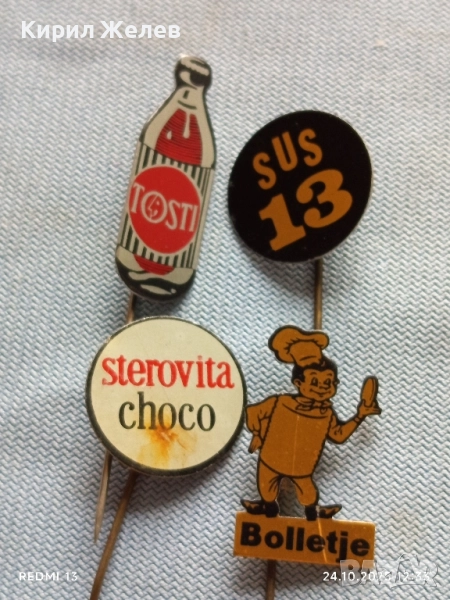 Кирил Желев
TOSTI
SUS
13
sterovita
choco
Bolletje
REDMI 13